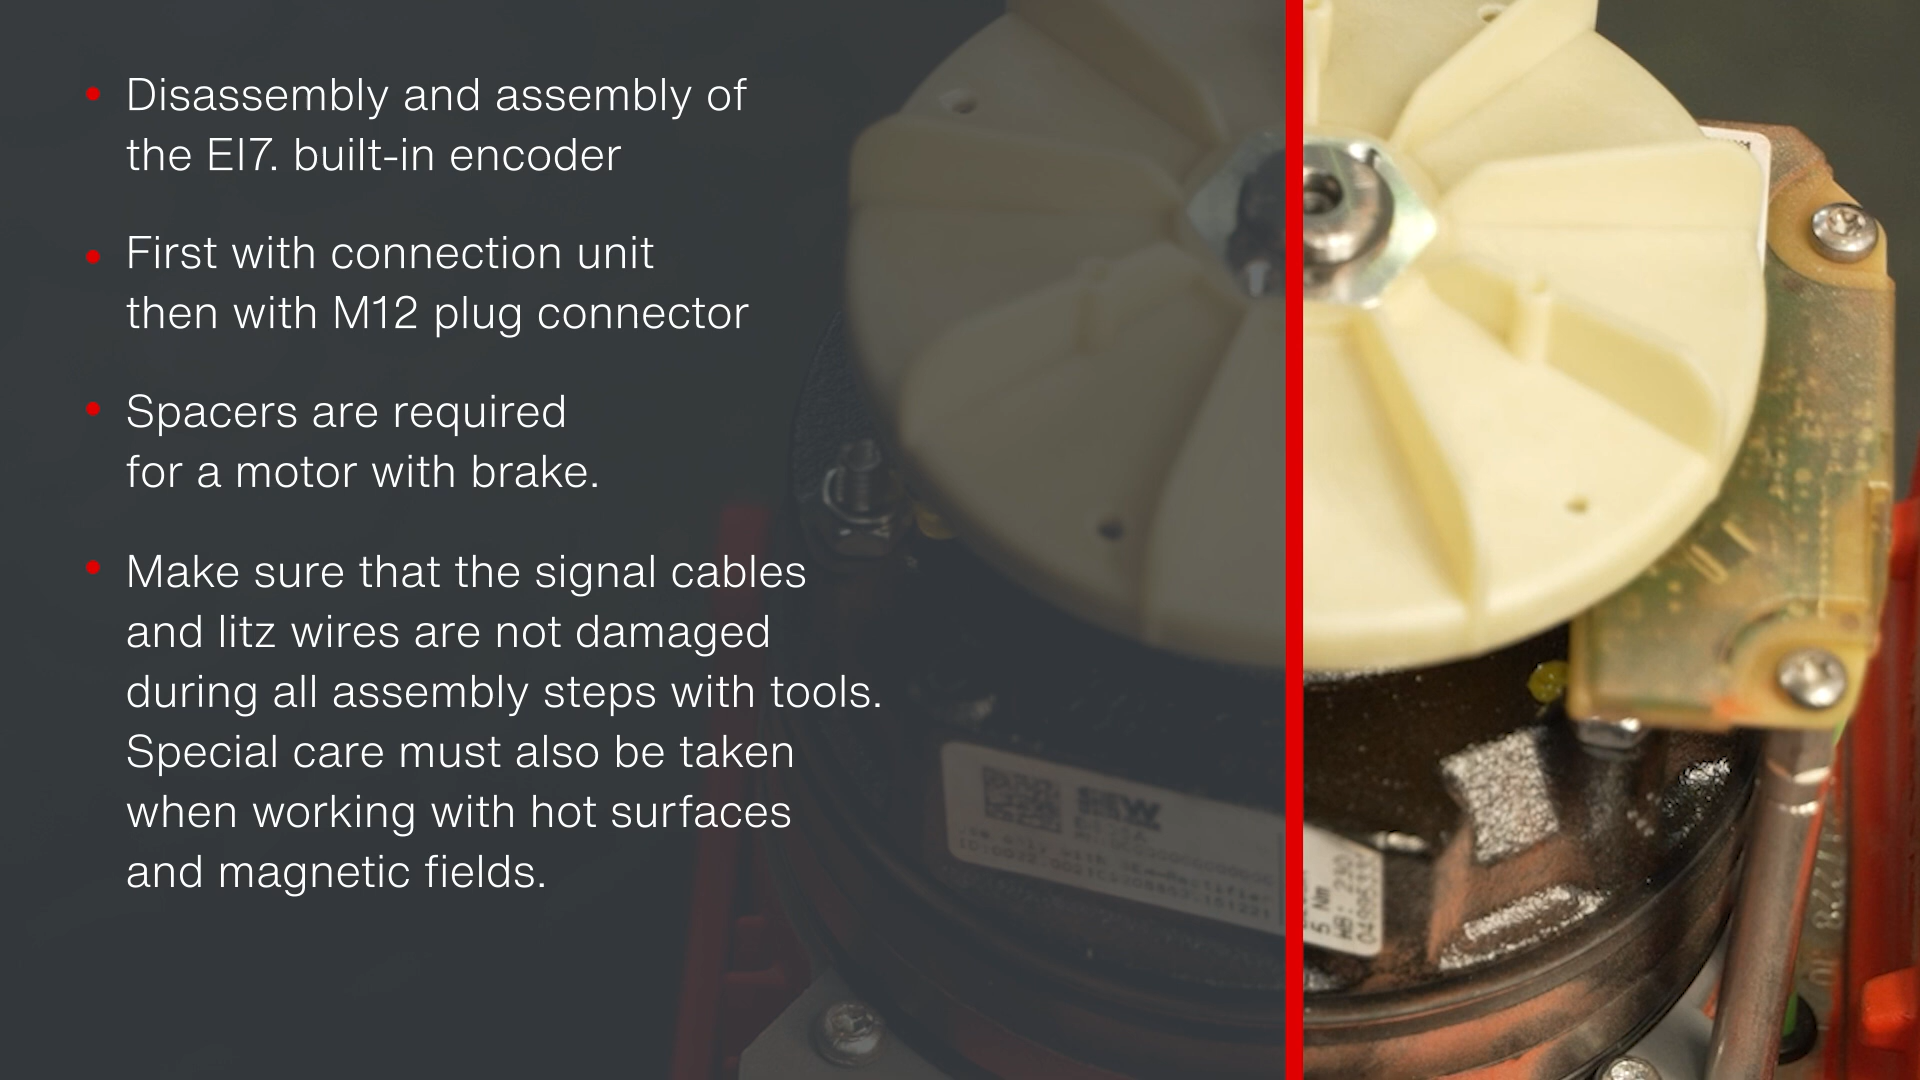 Disassembly and assembly of
the EI7. built-in encoder
First with connection unit
then with M12 plug connector
Spacers are required
for a motor with brake.
Make sure that the signal cables
and litz wires are not damaged
during all assembly steps with tools.
Special care must also be taken
when working with hot surfaces
and magnetic fields.
SEW
5 Nm